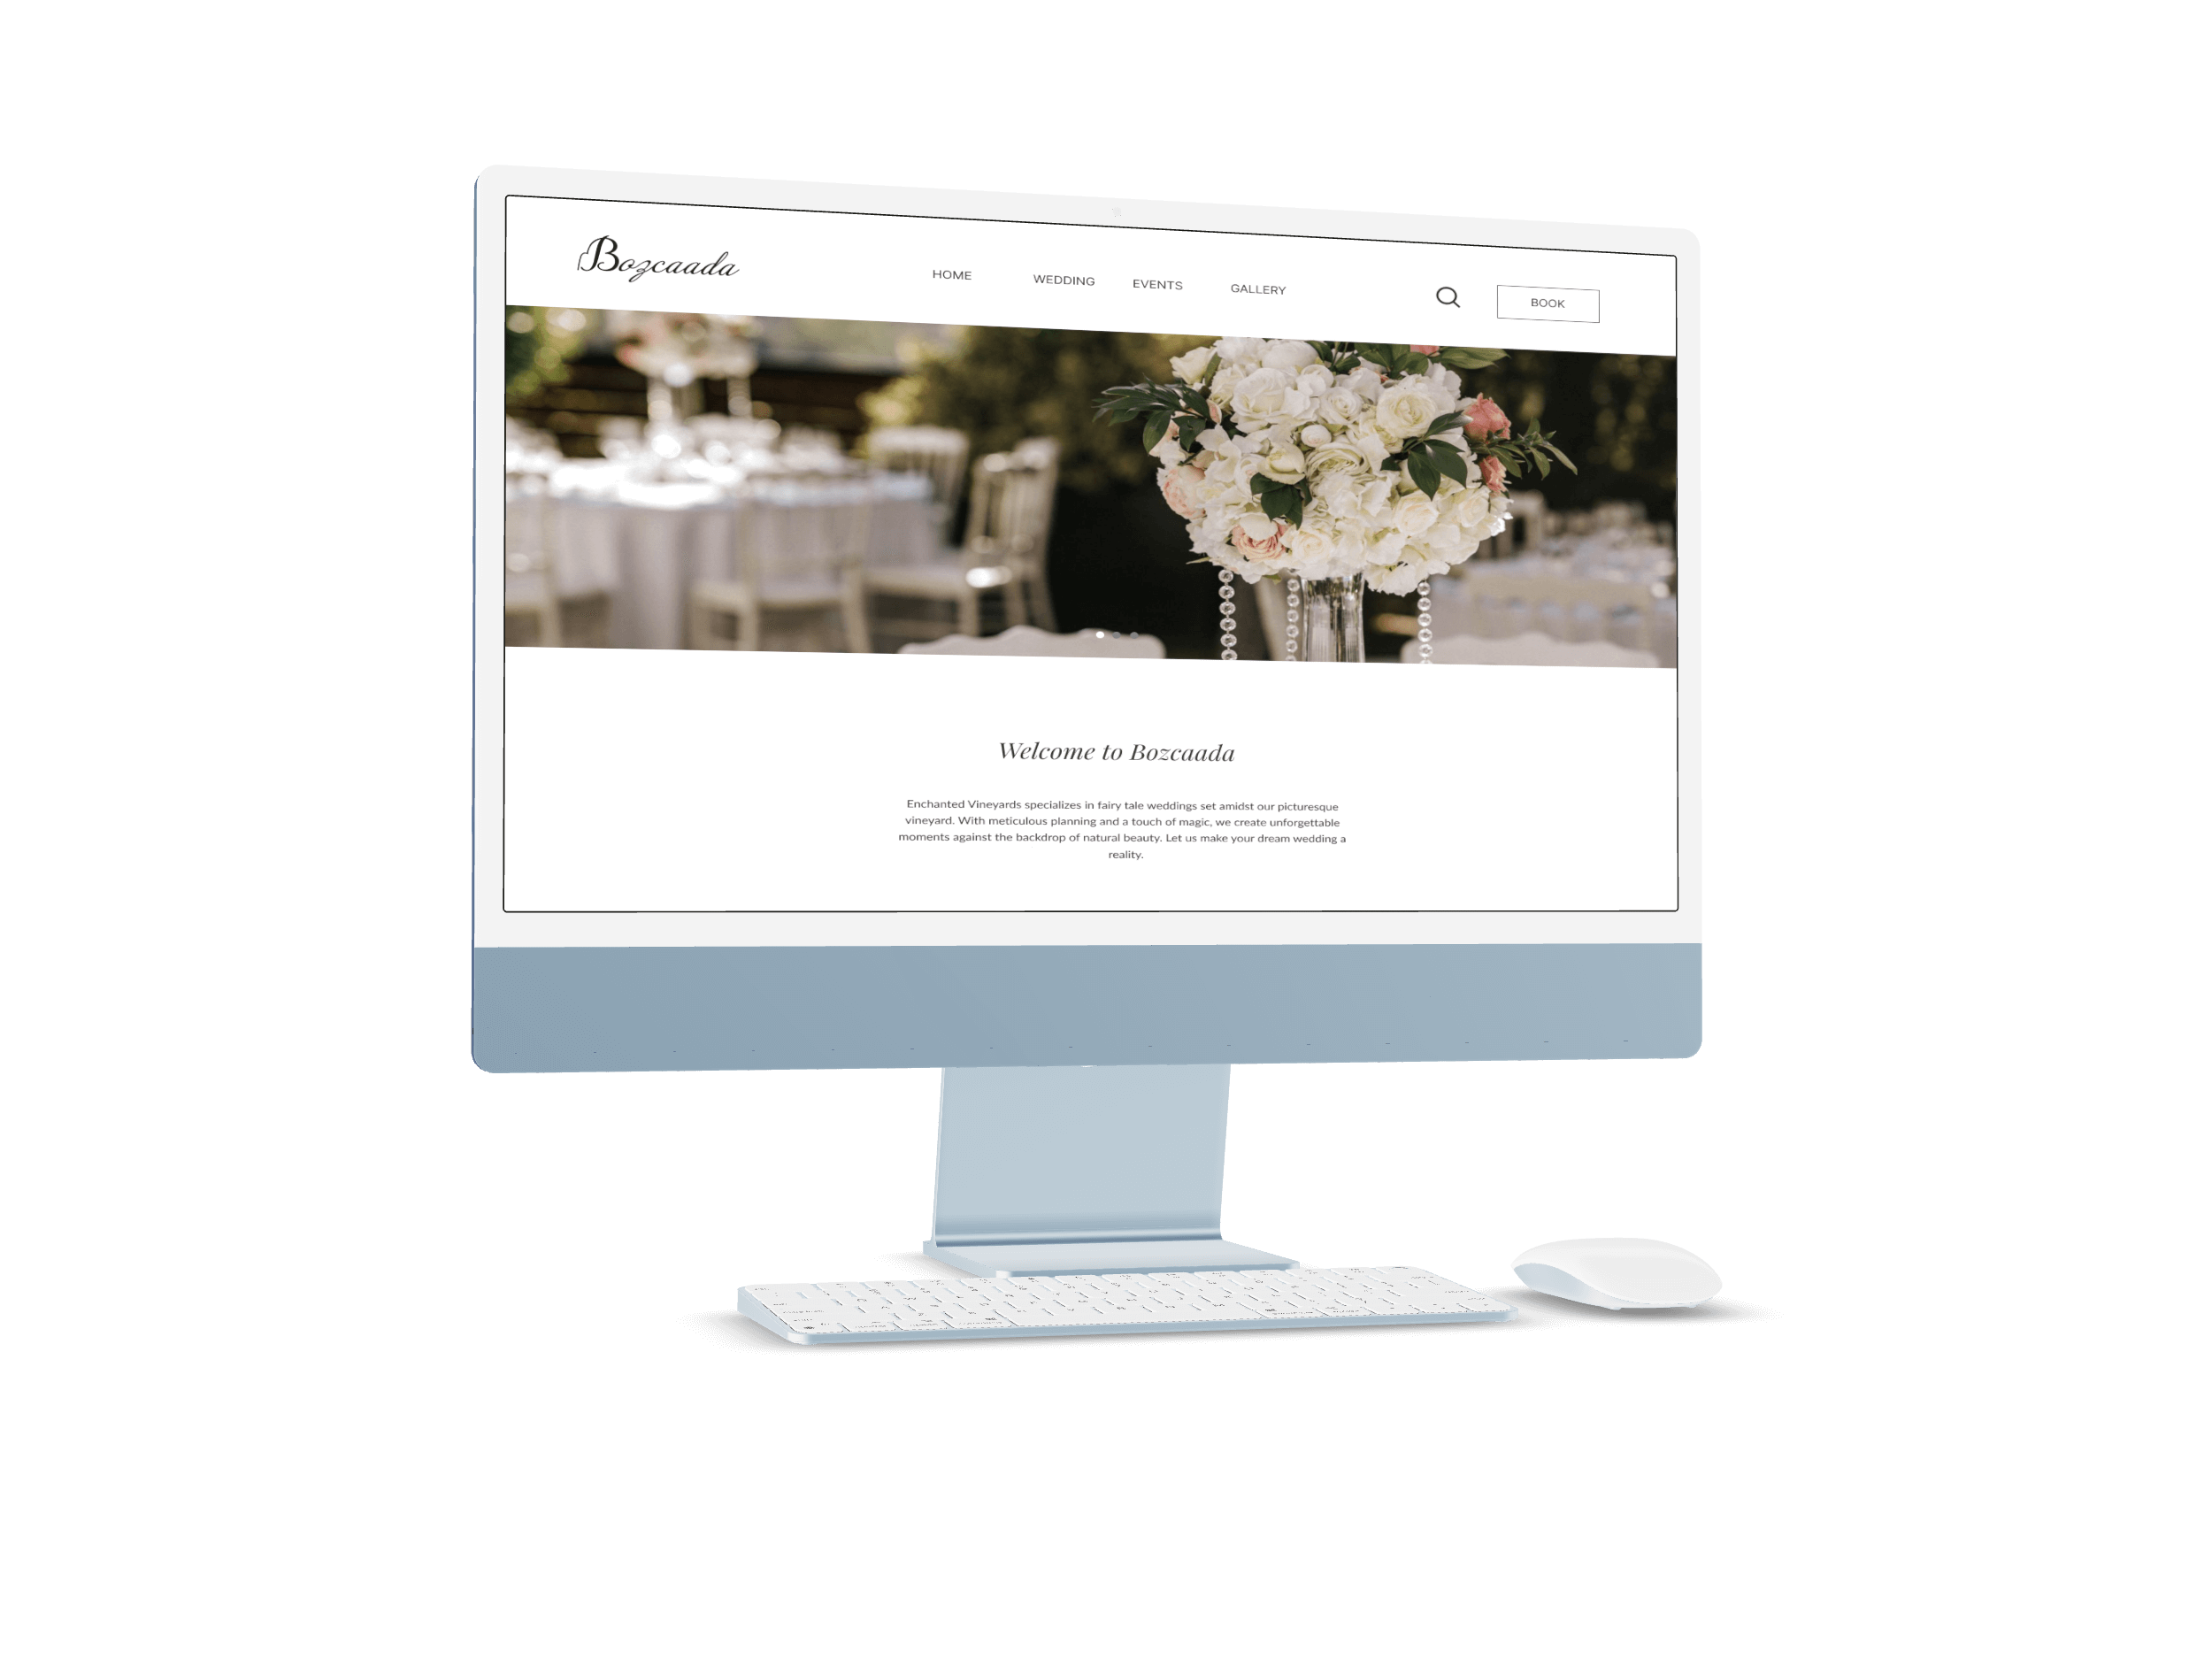 Bozcaada
HOME WEDDING EVENTS GALLERY
BOOK
Welcome to Bozcaada
Enchanted Vineyards specializes in fairy tale weddings set amidst our picturesque
vineyard. With meticulous planning and a touch of magic, we create unforgettable
moments against the backdrop of natural beauty. Let us make your dream wedding a
reality.